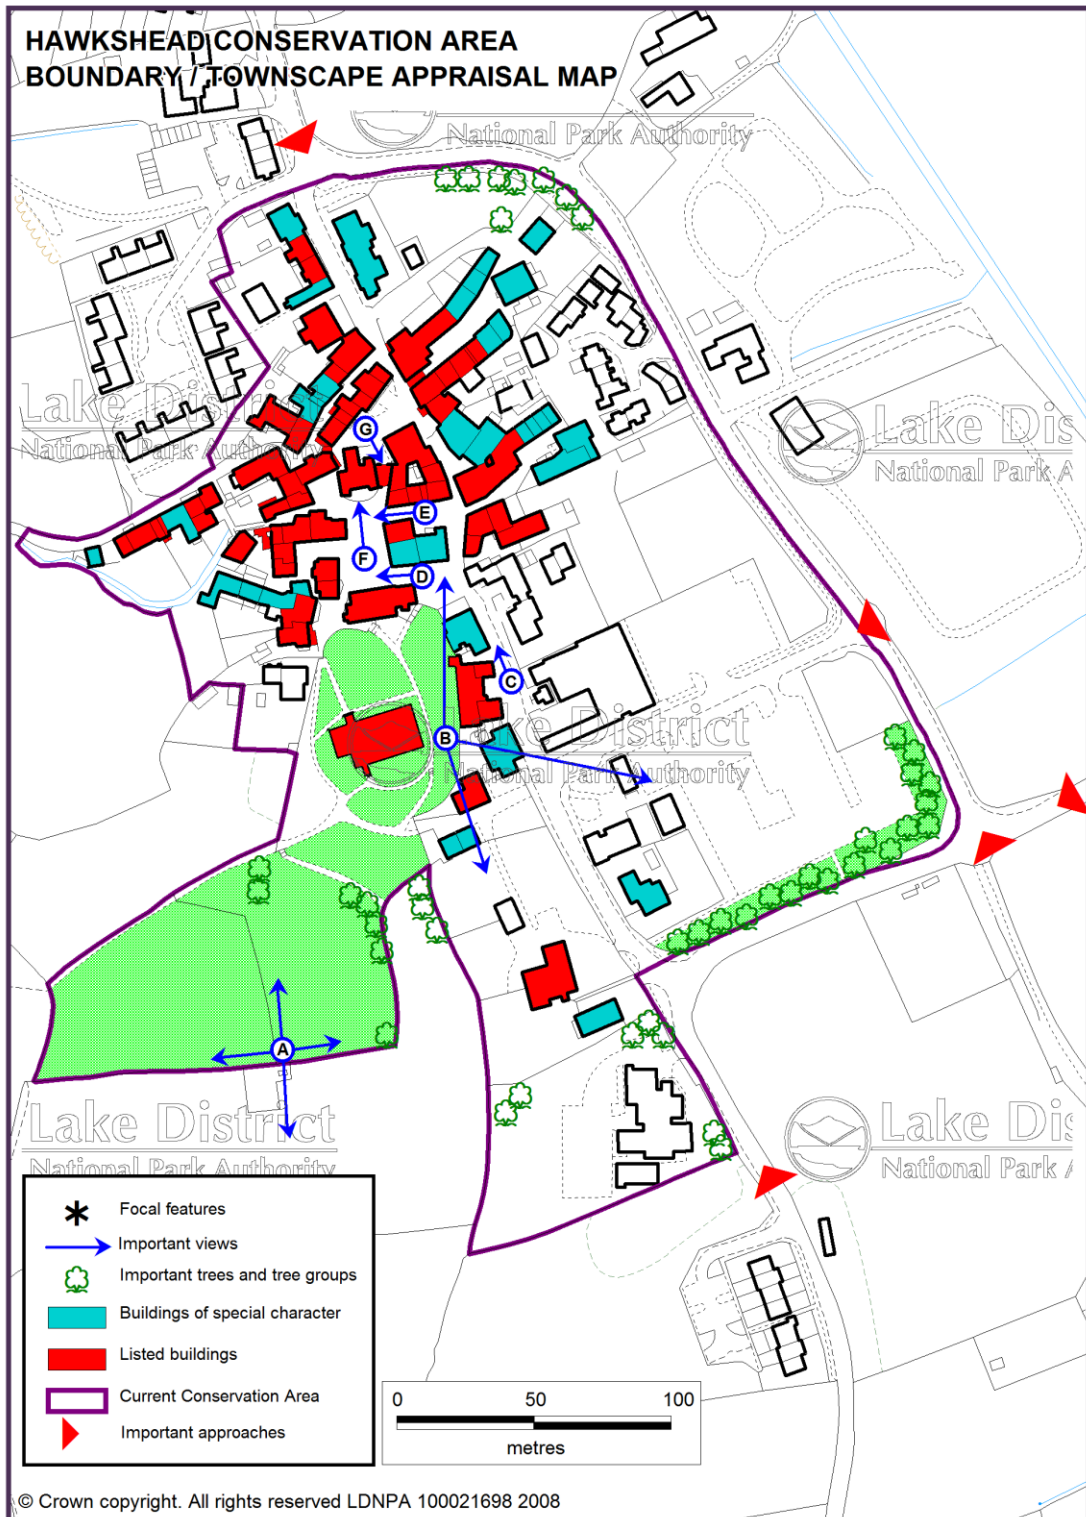 HAWKSHEAD CONSERVATION AREA
BOUNDARY / TOWNSCAPE APPRAISAL MAP
National Park Authority
Lake District
National Park Authority
Lake Dis
National Park A
G
E
F
D
C
B
Lake District
National Park Authority
A
Lake District
National Park Authority
Lake Dis
National Park A
Focal features
Important views
Important trees and tree groups
Buildings of special character
Listed buildings
Current Conservation Area
Important approaches
0 50 100
metres
© Crown copyright. All rights reserved LDNPA 100021698 2008